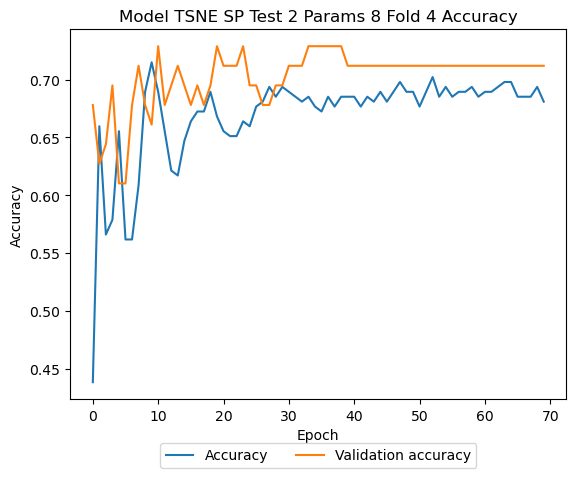 Model TSNE SP Test 2 Params 8 Fold 4 Accuracy
0.70
0.65
0.60
0.55
0.50
0.45
Accuracy
0 10 20 30 40 50 60 70
Epoch
Accuracy Validation accuracy